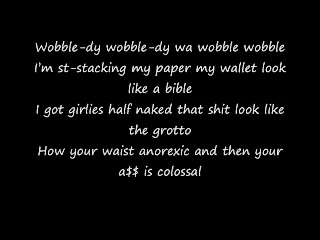 Wobble-dy wobble-dy wa wobble wobble
I'm st-stacking my paper my wallet look
like a bible
I got girlies half naked that shit look like
the grotto
How your waist anorexic and then your
a$$ is colossal